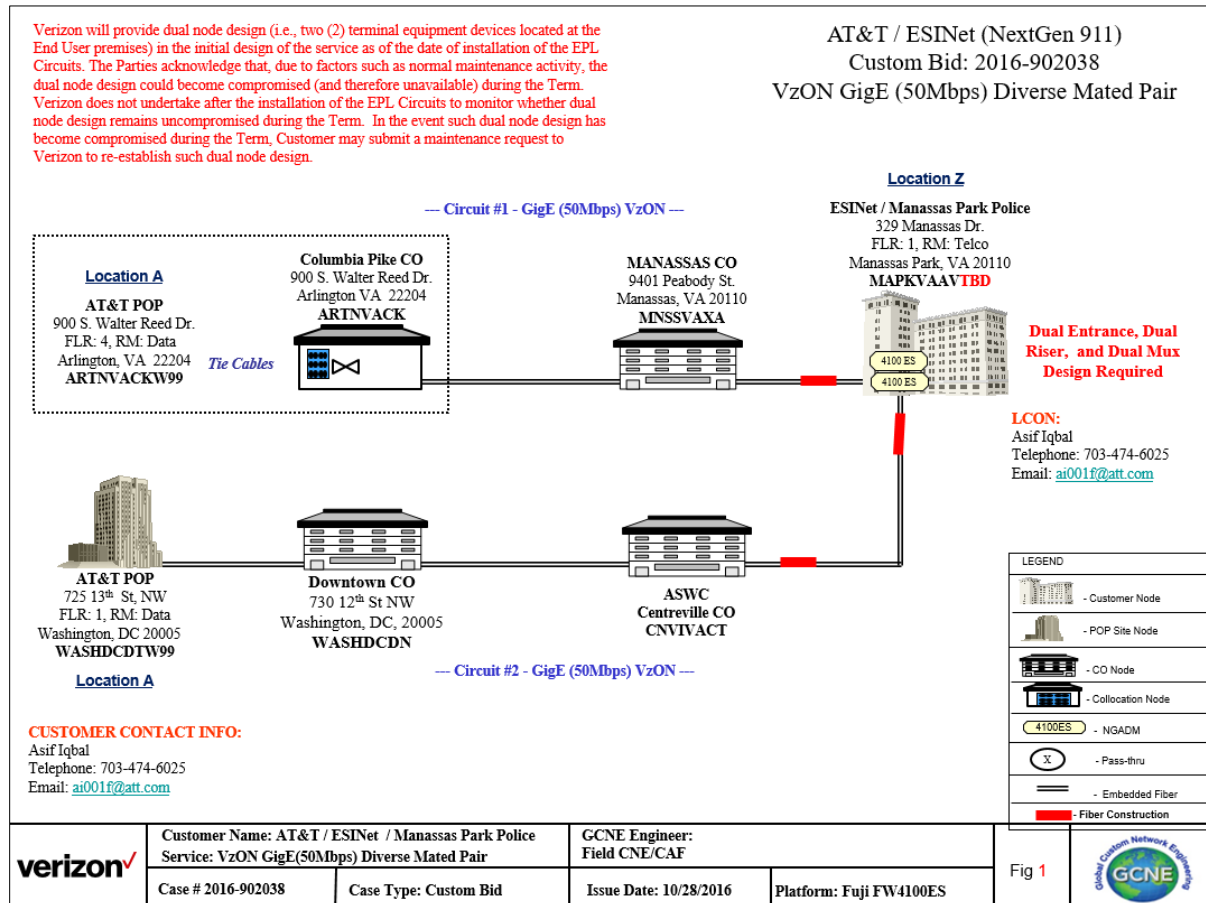 Verizon will provide dual node design (i.e., two (2) terminal equipment devices located at the
End User premises) in the initial design of the service as of the date of installation of the EPL
Circuits. The Parties acknowledge that, due to factors such as normal maintenance activity, the
dual node design could become compromised (and therefore unavailable) during the Term.
Verizon does not undertake after the installation of the EPL Circuits to monitor whether dual
node design remains uncompromised during the Term. In the event such dual node design has
become compromised during the Term, Customer may submit a maintenance request to
Verizon to re-establish such dual node design.
AT&T / ESINet (NextGen 911)
Custom Bid: 2016-902038
VzON GigE (50Mbps) Diverse Mated Pair
--- Circuit #1 - GigE (50Mbps) VzON ---
Location A
AT&T POP
900 S. Walter Reed Dr.
FLR: 4, RM: Data
Arlington, VA 22204
ARTNVACKW99
Tie Cables
Columbia Pike CO
900 S. Walter Reed Dr.
Arlington VA 22204
ARTNVACK
MANASSAS CO
9401 Peabody St.
Manassas, VA 20110
MNSSVAXA
Location Z
ESINet / Manassas Park Police
329 Manassas Dr.
FLR: 1, RM: Telco
Manassas Park, VA 20110
MAPKVAAVTBD
4100 ES
4100 ES
Dual Entrance, Dual
Riser, and Dual Mux
Design Required
LCON:
Asif Iqbal
Telephone: 703-474-6025
Email: ai001f@att.com
AT&T POP
725 13th St, NW
FLR: 1, RM: Data
Washington, DC 20005
WASHDCDTW99
Location A
Downtown CO
730 12th St NW
Washington, DC, 20005
WASHDCDN
ASWC
Centreville CO
CNVIVACT
--- Circuit #2 - GigE (50Mbps) VzON ---
CUSTOMER CONTACT INFO:
Asif Iqbal
Telephone: 703-474-6025
Email: ai001f@att.com
LEGEND
- Customer Node
- POP Site Node
- CO Node
- Collocation Node
4100ES - NGADM
X - Pass-thru
- Embedded Fiber
- Fiber Construction
verizon
Customer Name: AT&T / ESINet / Manassas Park Police
Service: VzON GigE(50Mbps) Diverse Mated Pair
GCNE Engineer:
Field CNE/CAF
Case # 2016-902038
Case Type: Custom Bid
Issue Date: 10/28/2016
Platform: Fuji FW4100ES
Fig 1
Global Custom Network Engineering
GCNE